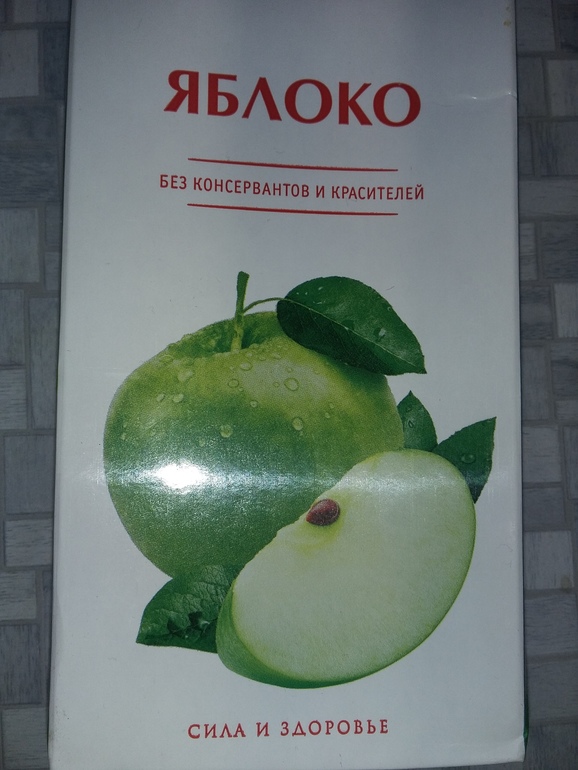 ЯБЛОКО
БЕЗ КОНСЕРВАНТОВ И КРАСИТЕЛЕЙ
СИЛА И ЗДОРОВЬЕ